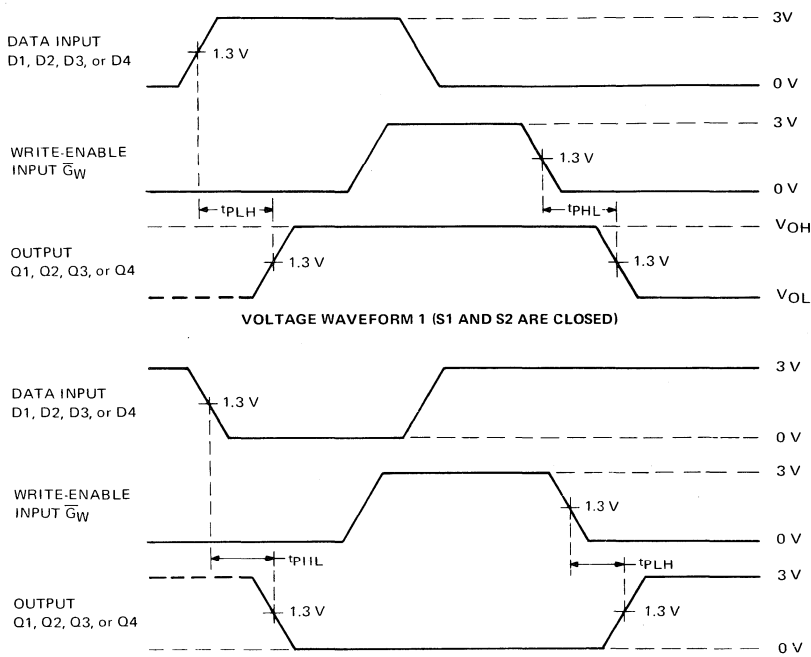 3V
DATA INPUT
D1, D2, D3, or D4
1.3 V
0 V
3 V
WRITE-ENABLE
INPUT G̅W
1.3 V
0 V
tPLH
tPHL
VOH
OUTPUT
Q1, Q2, Q3, or Q4
1.3 V
1.3 V
VOL
VOLTAGE WAVEFORM 1 (S1 AND S2 ARE CLOSED)
3 V
DATA INPUT
D1, D2, D3, or D4
1.3 V
0 V
3 V
WRITE-ENABLE
INPUT G̅W
1.3 V
0 V
tPHL
tPLH
3 V
OUTPUT
Q1, Q2, Q3, or Q4
1.3 V
1.3 V
0 V